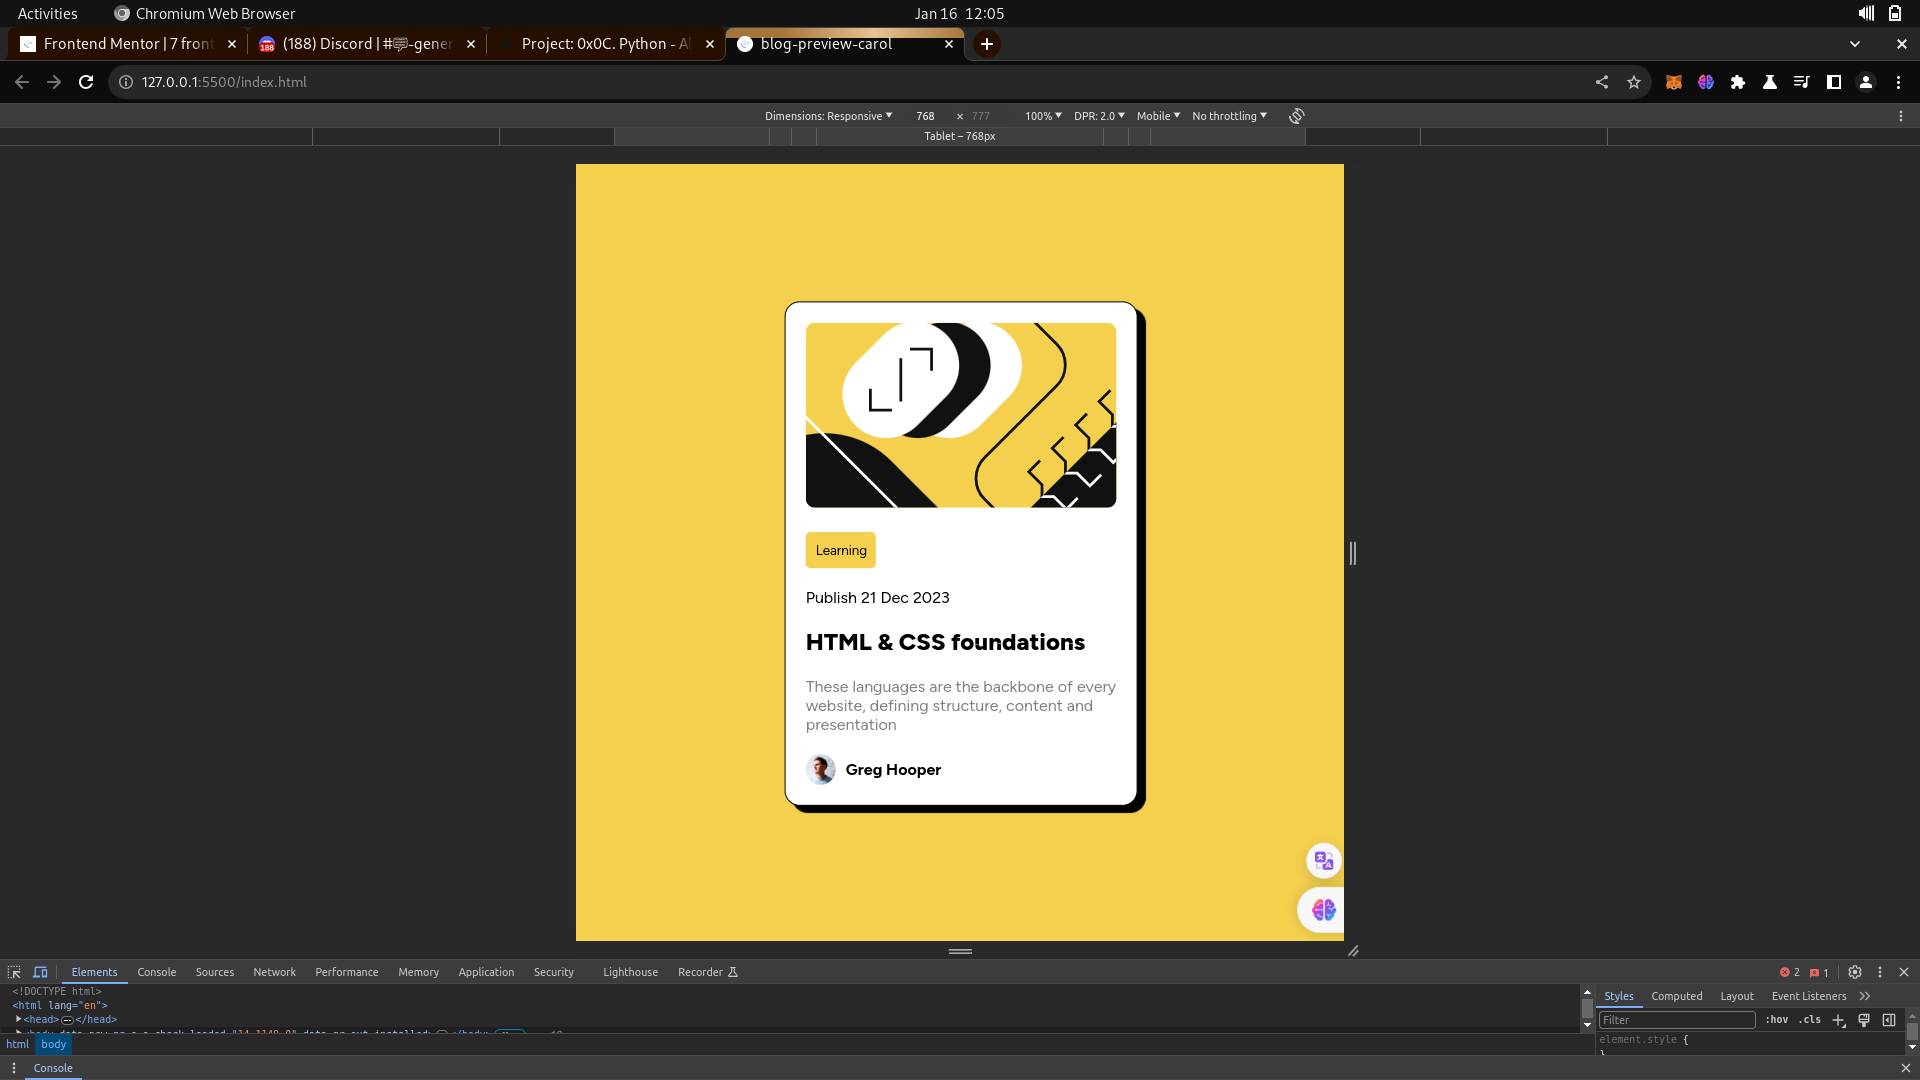 Activities
Chromium Web Browser
Jan 16 12:05
Frontend Mentor | 7 front
(188) Discord | #💬-gener
Project: 0x0C. Python - Al
blog-preview-carol
127.0.0.1:5500/index.html
Dimensions: Responsive 768 × 777 100% DPR: 2.0 Mobile No throttling
Tablet – 768px
Learning
Publish 21 Dec 2023
HTML & CSS foundations
These languages are the backbone of every
website, defining structure, content and
presentation
Greg Hooper
Elements Console Sources Network Performance Memory Application Security Lighthouse Recorder
2 1
<!DOCTYPE html>
<html lang="en">
<head> </head>
html body
Console
Styles Computed Layout Event Listeners
Filter :hov .cls
element.style {
}